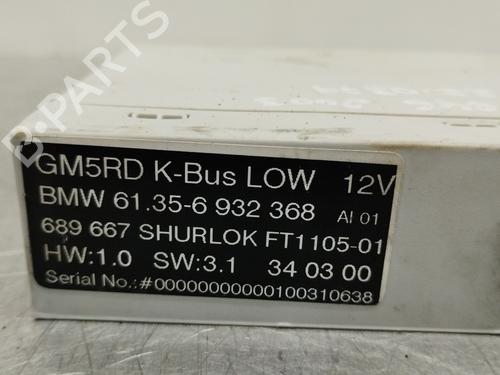 GM5RD K-Bus LOW 12V
BMW 61.35-6 932 368 AI 01
689 667 SHURLOK FT1105-01
HW:1.0 SW:3.1 34 03 00
Serial No.:#00000000000100310638
B-PARTS